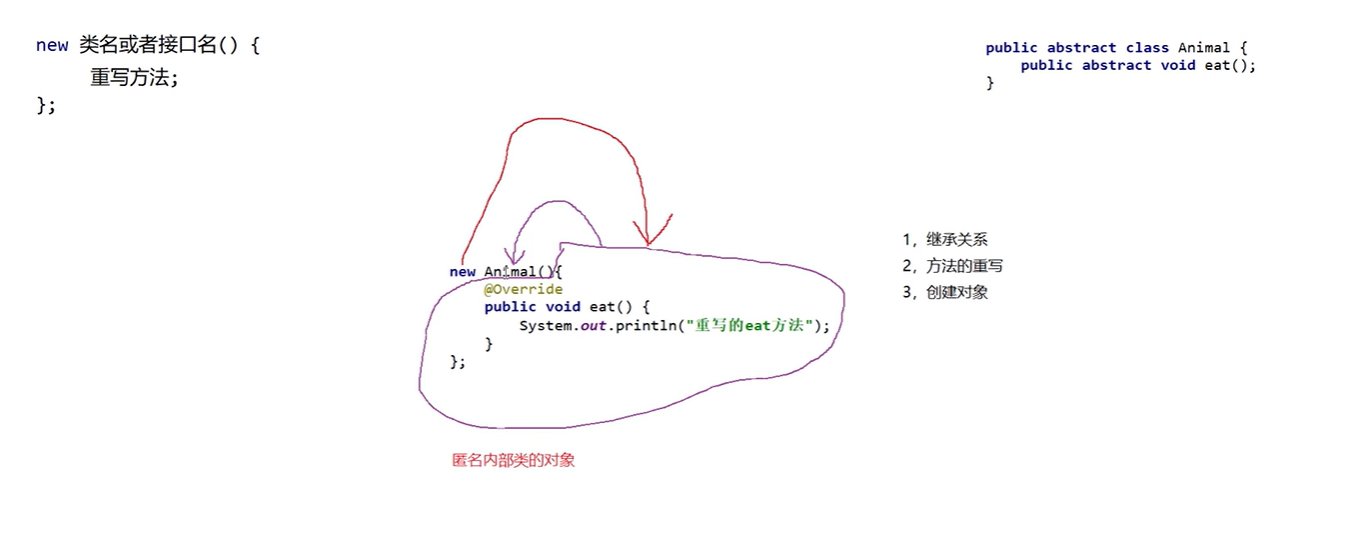 new 类名或者接口名() {
重写方法;
};
public abstract class Animal {
public abstract void eat();
}
new Animal(){
@Override
public void eat() {
System.out.println("重写的eat方法");
}
};
1，继承关系
2，方法的重写
3，创建对象
匿名内部类的对象